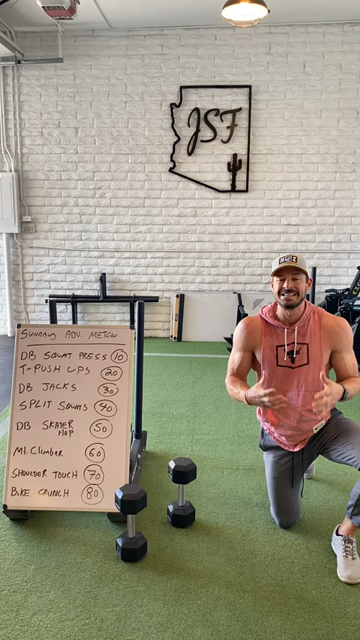 JSF
SUNDAY ADV. METCON
DB SQUAT PRESS 10
T-PUSH UPS 20
DB JACKS 30
SPLIT SQUATS 40
DB SKATER HOP 50
Mt. Climber 60
SHOULDER TOUCH 70
BIKE CRUNCH 80